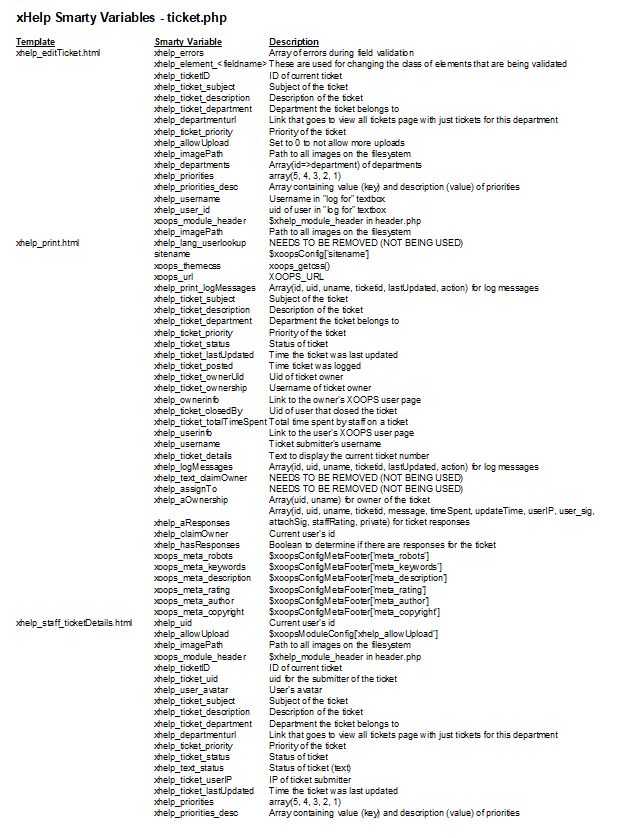 xHelp Smarty Variables - ticket.php
Template Smarty Variable Description
xhelp_editTicket.html xhelp_errors Array of errors during field validation
xhelp_element_<fieldname> These are used for changing the class of elements that are being validated
xhelp_ticketID ID of current ticket
xhelp_ticket_subject Subject of the ticket
xhelp_ticket_description Description of the ticket
xhelp_ticket_department Department the ticket belongs to
xhelp_departmenturl Link that goes to view all tickets page with just tickets for this department
xhelp_ticket_priority Priority of the ticket
xhelp_allowUpload Set to 0 to not allow more uploads
xhelp_imagePath Path to all images on the filesystem
xhelp_departments Array(id=>department) of departments
xhelp_priorities array(5, 4, 3, 2, 1)
xhelp_priorities_desc Array containing value (key) and description (value) of priorities
xhelp_username Username in "log for" textbox
xhelp_user_id uid of user in "log for" textbox
xoops_module_header $xhelp_module_header in header.php
xhelp_imagePath Path to all images on the filesystem
xhelp_print.html xhelp_lang_userlookup NEEDS TO BE REMOVED (NOT BEING USED)
sitename $xoopsConfig['sitename']
xoops_themecss xoops_getcss()
xoops_url XOOPS_URL
xhelp_print_logMessages Array(id, uid, uname, ticketid, lastUpdated, action) for log messages
xhelp_ticket_subject Subject of the ticket
xhelp_ticket_description Description of the ticket
xhelp_ticket_department Department the ticket belongs to
xhelp_ticket_priority Priority of the ticket
xhelp_ticket_status Status of ticket
xhelp_ticket_lastUpdated Time the ticket was last updated
xhelp_ticket_posted Time ticket was logged
xhelp_ticket_ownerUid Uid of ticket owner
xhelp_ticket_ownership Username of ticket owner
xhelp_ownerinfo Link to the owner's XOOPS user page
xhelp_ticket_closedBy Uid of user that closed the ticket
xhelp_ticket_totalTimeSpent Total time spent by staff on a ticket
xhelp_userinfo Link to the user's XOOPS user page
xhelp_username Ticket submitter's username
xhelp_ticket_details Text to display the current ticket number
xhelp_logMessages Array(id, uid, uname, ticketid, lastUpdated, action) for log messages
xhelp_text_claimOwner NEEDS TO BE REMOVED (NOT BEING USED)
xhelp_assignTo NEEDS TO BE REMOVED (NOT BEING USED)
xhelp_aOwnership Array(uid, uname) for owner of the ticket
Array(id, uid, uname, ticketid, message, timeSpent, updateTime, userIP, user_sig,
xhelp_aResponses attachSig, staffRating, private) for ticket responses
xhelp_claimOwner Current user's id
xhelp_hasResponses Boolean to determine if there are responses for the ticket
xoops_meta_robots $xoopsConfigMetaFooter['meta_robots']
xoops_meta_keywords $xoopsConfigMetaFooter['meta_keywords']
xoops_meta_description $xoopsConfigMetaFooter['meta_description']
xoops_meta_rating $xoopsConfigMetaFooter['meta_rating']
xoops_meta_author $xoopsConfigMetaFooter['meta_author']
xoops_meta_copyright $xoopsConfigMetaFooter['meta_copyright']
xhelp_staff_ticketDetails.html xhelp_uid Current user's id
xhelp_allowUpload $xoopsModuleConfig['xhelp_allowUpload']
xhelp_imagePath Path to all images on the filesystem
xoops_module_header $xhelp_module_header in header.php
xhelp_ticketID ID of current ticket
xhelp_ticket_uid uid for the submitter of the ticket
xhelp_user_avatar User's avatar
xhelp_ticket_subject Subject of the ticket
xhelp_ticket_description Description of the ticket
xhelp_ticket_department Department the ticket belongs to
xhelp_departmenturl Link that goes to view all tickets page with just tickets for this department
xhelp_ticket_priority Priority of the ticket
xhelp_ticket_status Status of ticket
xhelp_text_status Status of ticket (text)
xhelp_ticket_userIP IP of ticket submitter
xhelp_ticket_lastUpdated Time the ticket was last updated
xhelp_priorities array(5, 4, 3, 2, 1)
xhelp_priorities_desc Array containing value (key) and description (value) of priorities